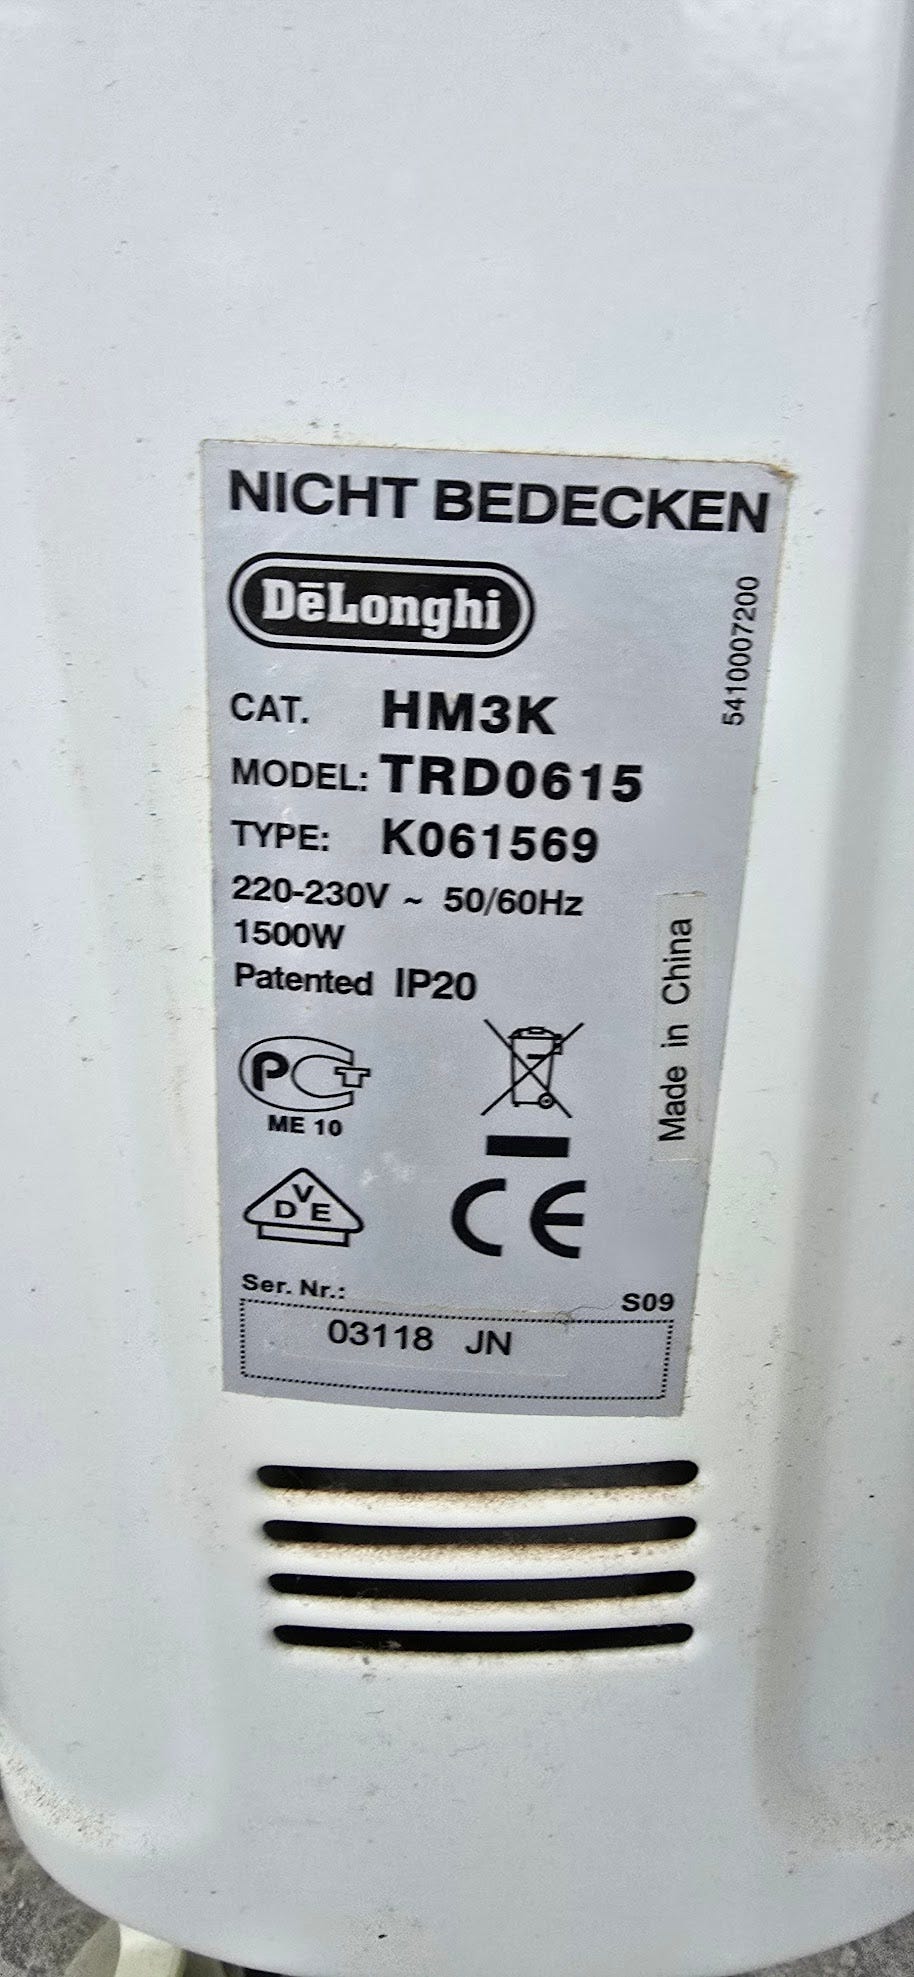 NICHT BEDECKEN
DēLonghi
5410007200
CAT. HM3K
MODEL: TRD0615
TYPE: K061569
220-230V ~ 50/60Hz
1500W
Patented IP20
Made in China
PCT
ME 10
VDE
CE
Ser. Nr.:
S09
03118 JN